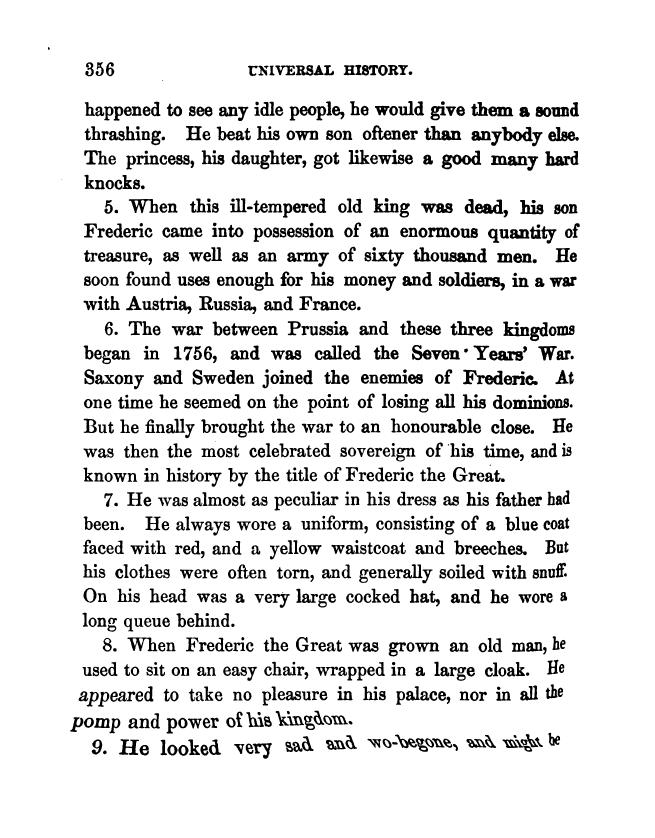 356 UNIVERSAL HISTORY.
happened to see any idle people, he would give them a sound
thrashing. He beat his own son oftener than anybody else.
The princess, his daughter, got likewise a good many hard
knocks.
5. When this ill-tempered old king was dead, his son
Frederic came into possession of an enormous quantity of
treasure, as well as an army of sixty thousand men. He
soon found uses enough for his money and soldiers, in a war
with Austria, Russia, and France.
6. The war between Prussia and these three kingdoms
began in 1756, and was called the Seven Years' War.
Saxony and Sweden joined the enemies of Frederic. At
one time he seemed on the point of losing all his dominions.
But he finally brought the war to an honourable close. He
was then the most celebrated sovereign of his time, and is
known in history by the title of Frederic the Great.
7. He was almost as peculiar in his dress as his father had
been. He always wore a uniform, consisting of a blue coat
faced with red, and a yellow waistcoat and breeches. But
his clothes were often torn, and generally soiled with snuff.
On his head was a very large cocked hat, and he wore a
long queue behind.
8. When Frederic the Great was grown an old man, he
used to sit on an easy chair, wrapped in a large cloak. He
appeared to take no pleasure in his palace, nor in all the
pomp and power of his kingdom.
9. He looked very sad and wo-begone, and might be